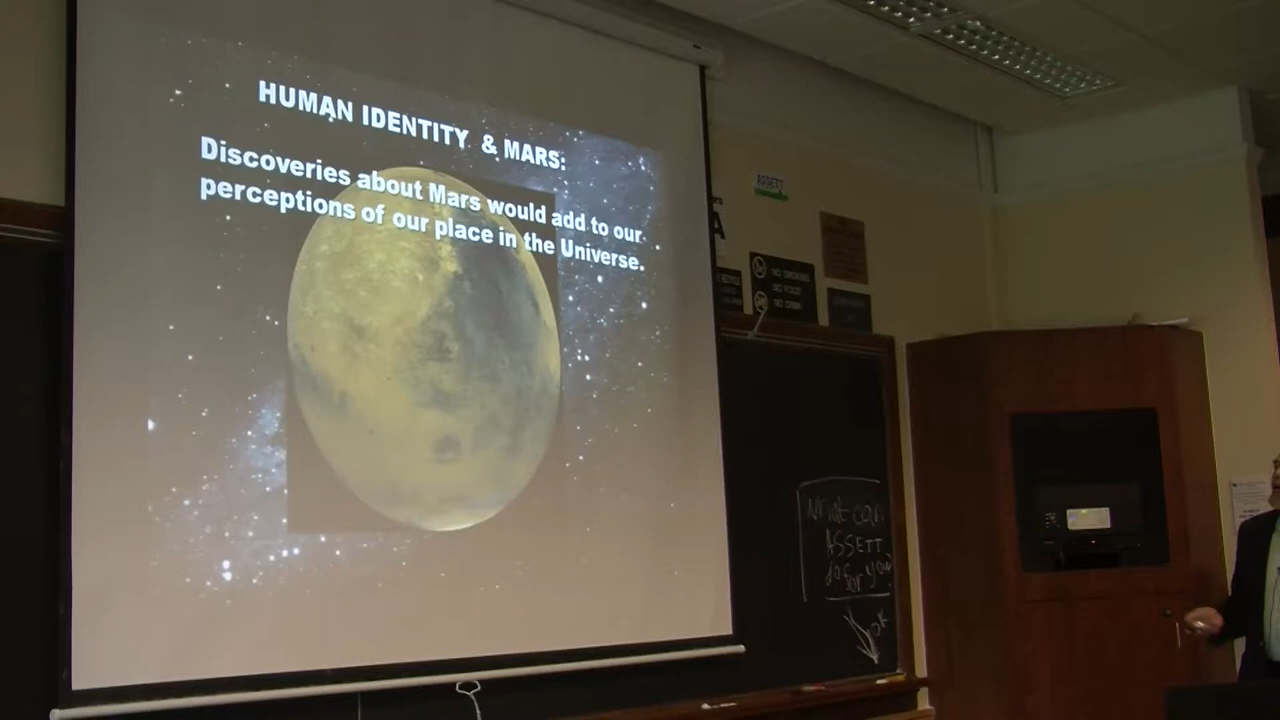 HUMAN IDENTITY & MARS:
Discoveries about Mars would add to our
perceptions of our place in the Universe.
ASSETT
NO SMOKING
NO FOOD
NO DRINK
What can
ASSETT
do for you?
OK